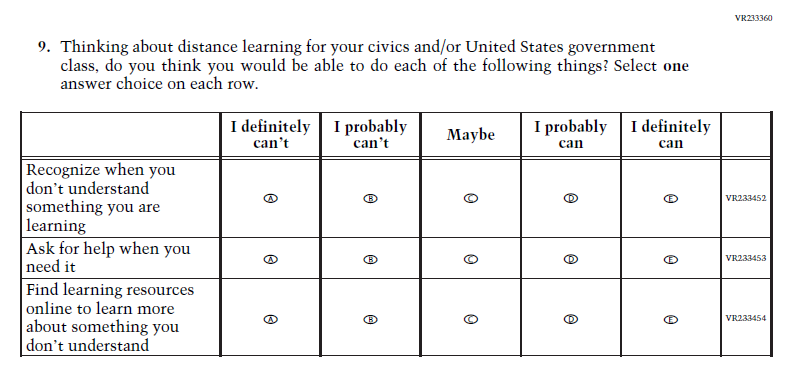 VR233360
9. Thinking about distance learning for your civics and/or United States government
class, do you think you would be able to do each of the following things? Select one
answer choice on each row.
I definitely can't I probably can't Maybe I probably can I definitely can
Recognize when you
don't understand
something you are
learning
A B C D E VR233452
Ask for help when you
need it
A B C D E VR233453
Find learning resources
online to learn more
about something you
don't understand
A B C D E VR233454